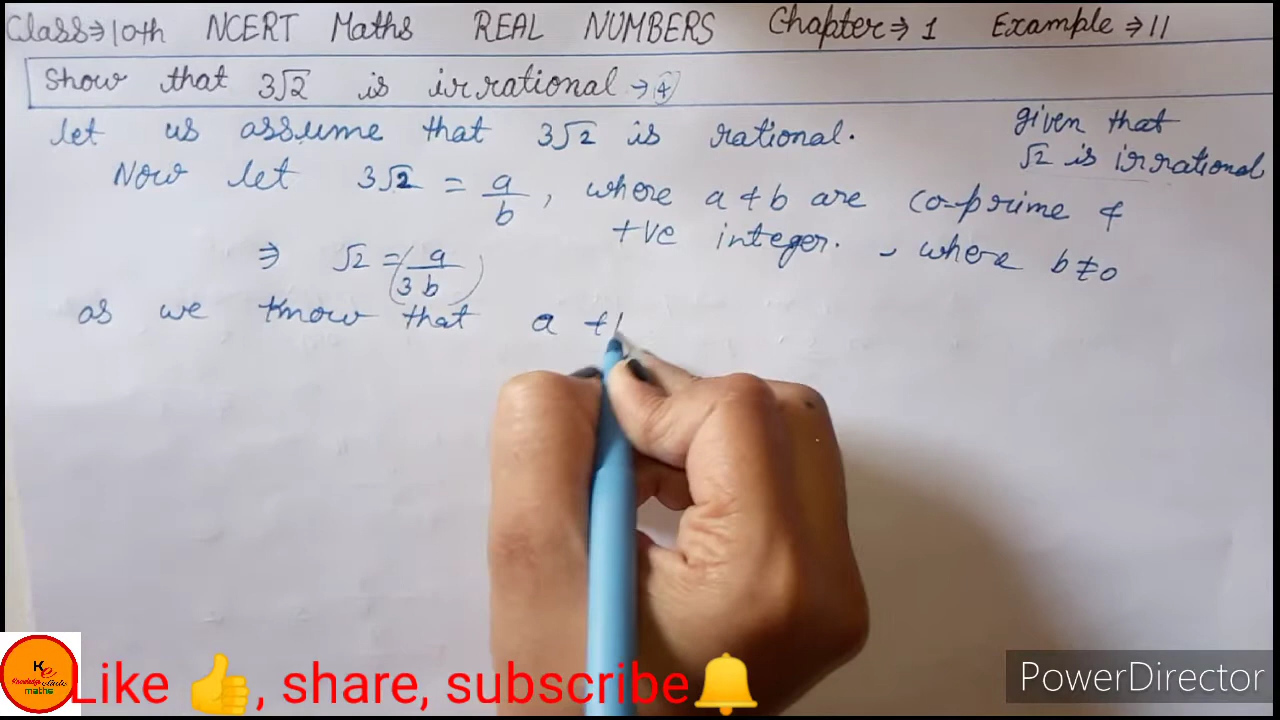 Class⇒10th NCERT Maths REAL NUMBERS Chapter⇒1 Example⇒11
Show that 3√2 is irrational →④
let us assume that 3√2 is rational.
given that
√2 is irrational
Now let 3√2 = a/b, where a & b are co-prime &
+ve integer. , where b≠0
⇒ √2 = (a/3b)
as we know that a &
Like 👍, share, subscribe🔔
PowerDirector
Ke
maths